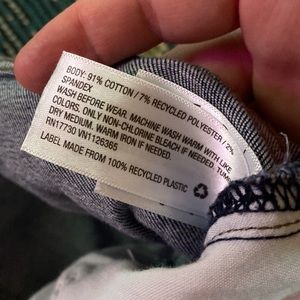 BODY: 91% COTTON / 7% RECYCLED POLYESTER / 2%
SPANDEX
WASH BEFORE WEAR. MACHINE WASH WARM WITH LIKE
COLORS. ONLY NON-CHLORINE BLEACH IF NEEDED. TUMBLE
DRY MEDIUM. WARM IRON IF NEEDED.
RN17730 VN1126365
LABEL MADE FROM 100% RECYCLED PLASTIC